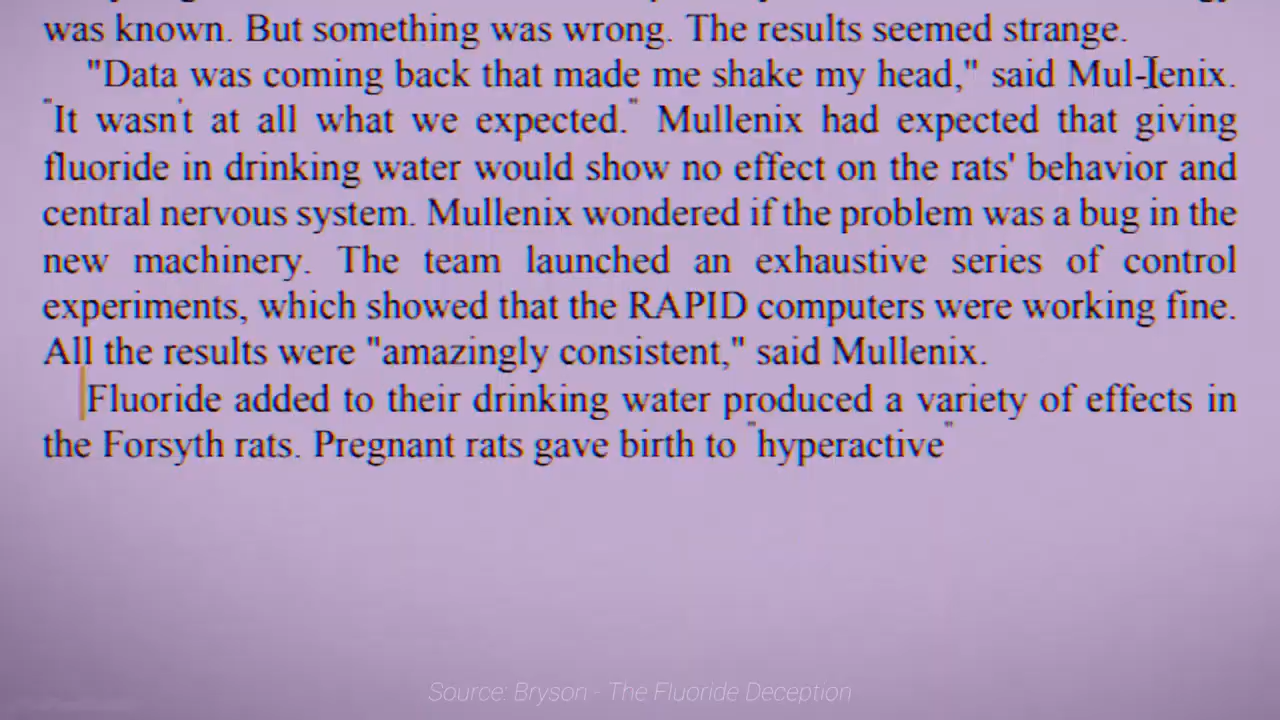 was known. But something was wrong. The results seemed strange.
"Data was coming back that made me shake my head," said Mul-lenix.
"It wasn't at all what we expected." Mullenix had expected that giving
fluoride in drinking water would show no effect on the rats' behavior and
central nervous system. Mullenix wondered if the problem was a bug in the
new machinery. The team launched an exhaustive series of control
experiments, which showed that the RAPID computers were working fine.
All the results were "amazingly consistent," said Mullenix.
Fluoride added to their drinking water produced a variety of effects in
the Forsyth rats. Pregnant rats gave birth to "hyperactive"
Source: Bryson - The Fluoride Deception